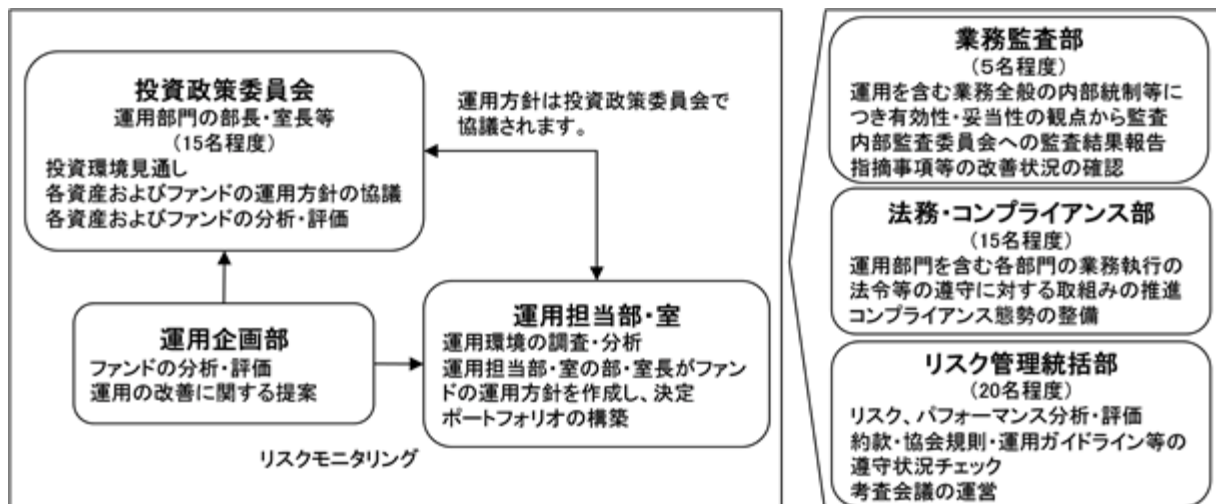 投資政策委員会
運用部門の部長・室長等
(15名程度)
投資環境見通し
各資産およびファンドの運用方針の協議
各資産およびファンドの分析・評価
運用方針は投資政策委員会で
協議されます。
運用企画部
ファンドの分析・評価
運用の改善に関する提案
運用担当部・室
運用環境の調査・分析
運用担当部・室の部・室長がファン
ドの運用方針を作成し、決定
ポートフォリオの構築
リスクモニタリング
業務監査部
(5名程度)
運用を含む業務全般の内部統制等に
つき有効性・妥当性の観点から監査
内部監査委員会への監査結果報告
指摘事項等の改善状況の確認
法務・コンプライアンス部
(15名程度)
運用部門を含む各部門の業務執行の
法令等の遵守に対する取組みの推進
コンプライアンス態勢の整備
リスク管理統括部
(20名程度)
リスク、パフォーマンス分析・評価
約款・協会規則・運用ガイドライン等の
遵守状況チェック
考査会議の運営